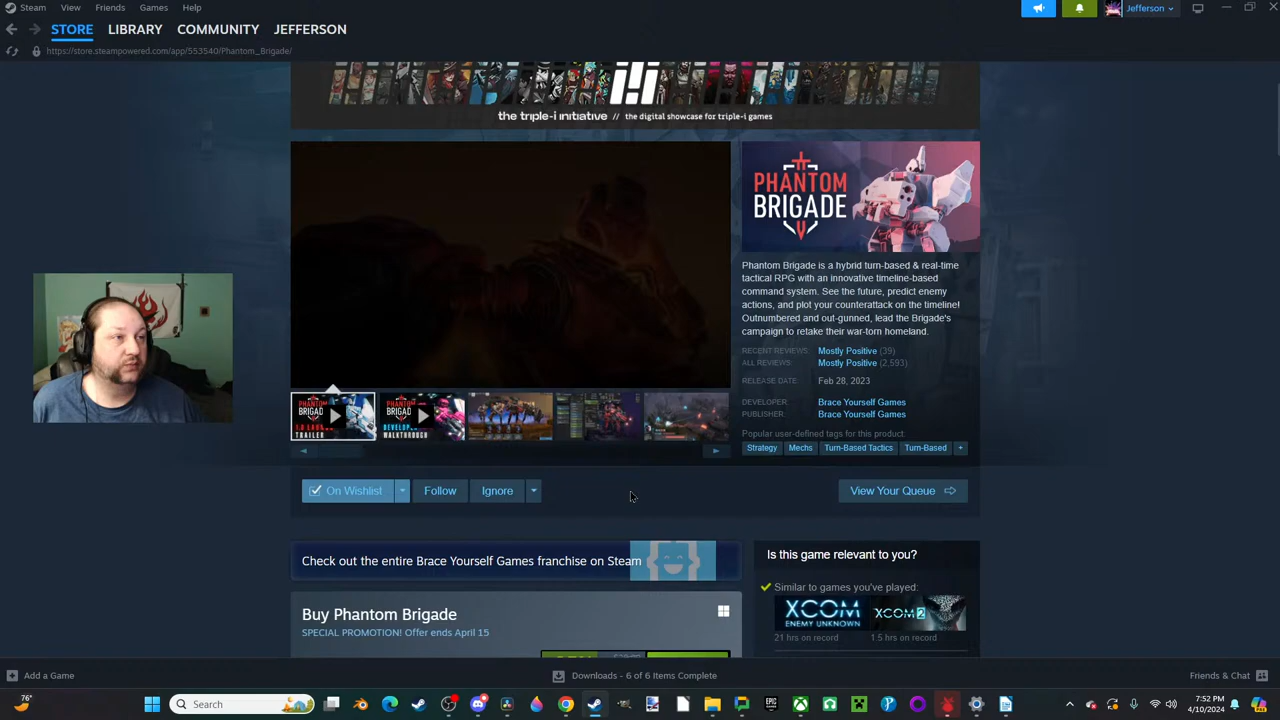 Steam View Friends Games Help
Jefferson
STORE LIBRARY COMMUNITY JEFFERSON
https://store.steampowered.com/app/553540/Phantom_Brigade/
the triple-i initiative // the digital showcase for triple-i games
PHANTOM
BRIGADE
Phantom Brigade is a hybrid turn-based & real-time
tactical RPG with an innovative timeline-based
command system. See the future, predict enemy
actions, and plot your counterattack on the timeline!
Outnumbered and out-gunned, lead the Brigade's
campaign to retake their war-torn homeland.
RECENT REVIEWS: Mostly Positive (39)
ALL REVIEWS: Mostly Positive (2,593)
RELEASE DATE: Feb 28, 2023
DEVELOPER: Brace Yourself Games
PUBLISHER: Brace Yourself Games
Popular user-defined tags for this product:
Strategy Mechs Turn-Based Tactics Turn-Based +
On Wishlist Follow Ignore View Your Queue
Check out the entire Brace Yourself Games franchise on Steam
Is this game relevant to you?
Similar to games you've played:
XCOM
ENEMY UNKNOWN
XCOM 2
21 hrs on record 1.5 hrs on record
Buy Phantom Brigade
SPECIAL PROMOTION! Offer ends April 15
Add a Game
Downloads - 6 of 6 Items Complete
Friends & Chat
76°
Search
7:52 PM
4/10/2024